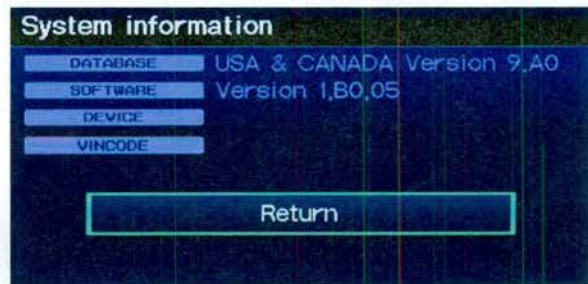 System information
DATABASE USA & CANADA Version 9.A0
SOFTWARE Version 1.B0.05
DEVICE
VINCODE
Return